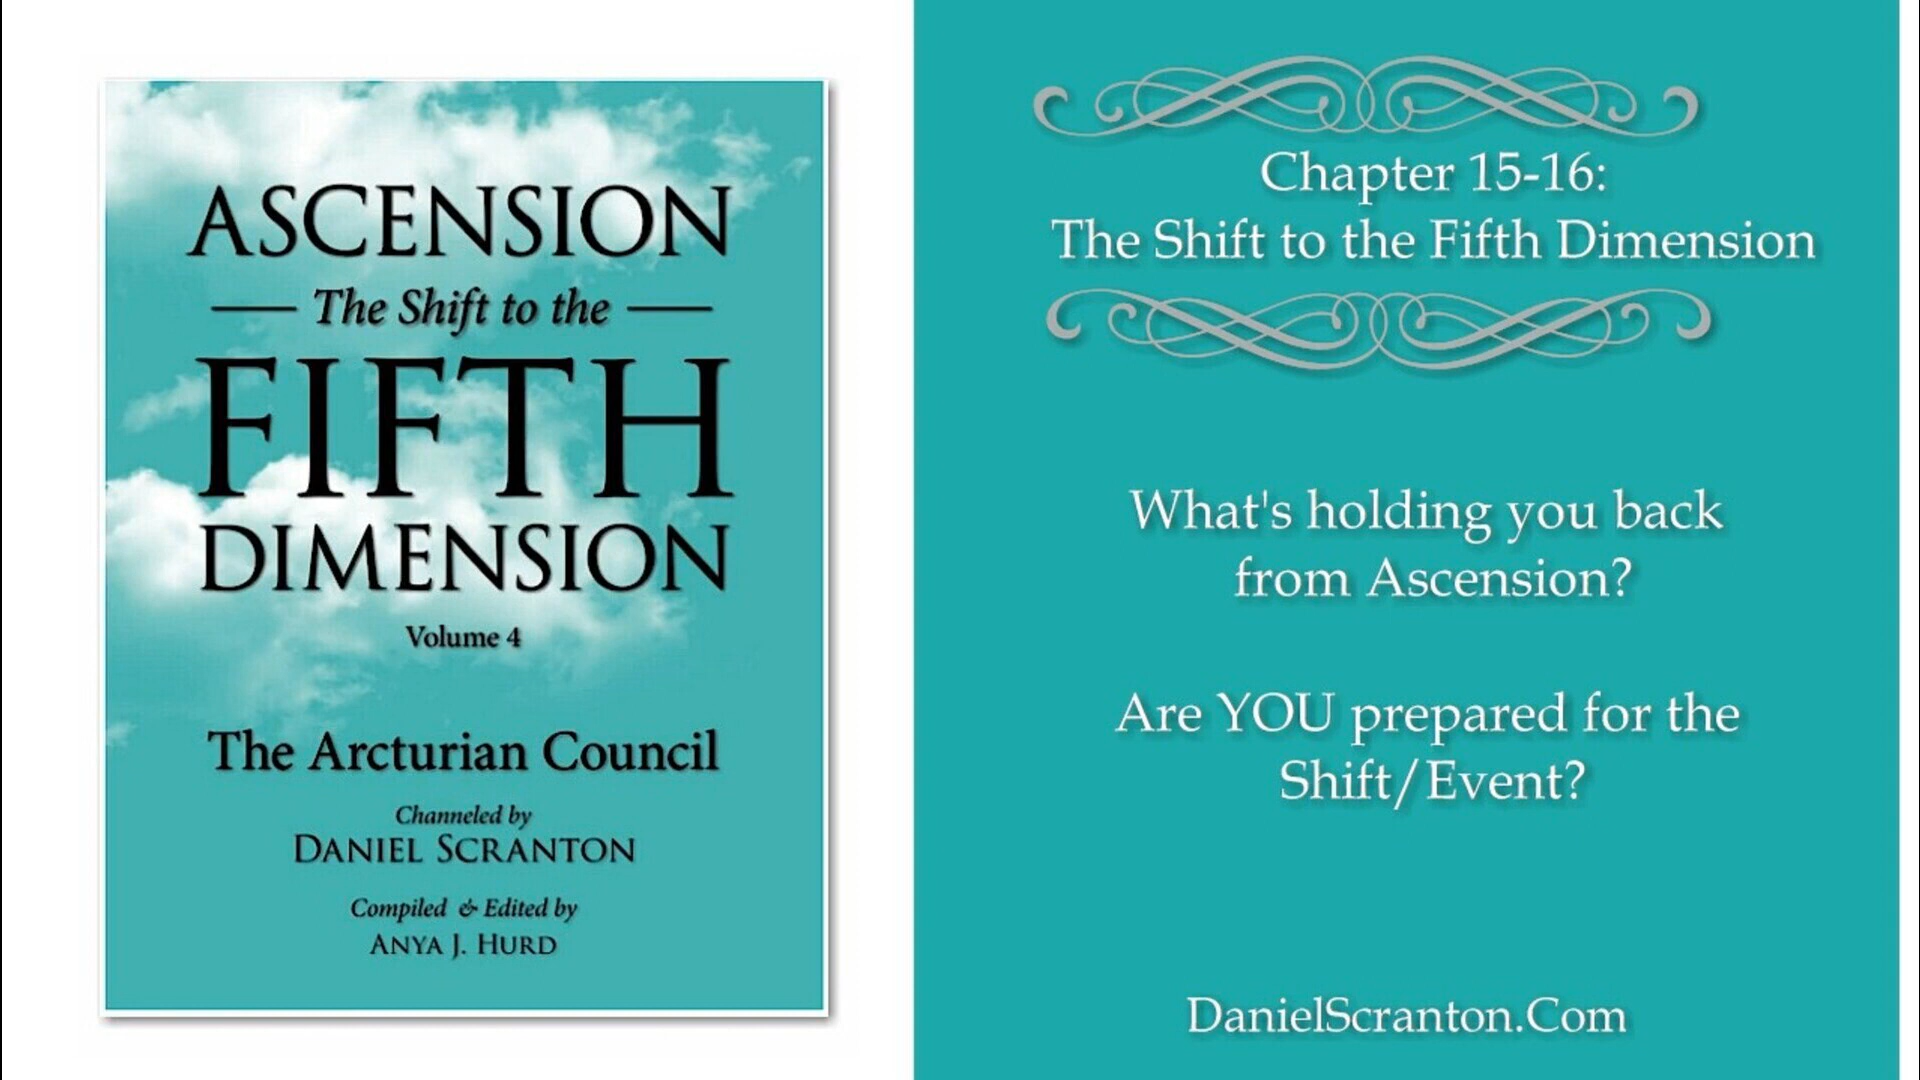 ASCENSION
The Shift to the
FIFTH
DIMENSION
Volume 4
The Arcturian Council
Channeled by
DANIEL SCRANTON
Compiled & Edited by
ANYA J. HURD
Chapter 15-16:
The Shift to the Fifth Dimension
What's holding you back
from Ascension?
Are YOU prepared for the
Shift/Event?
DanielScranton.Com